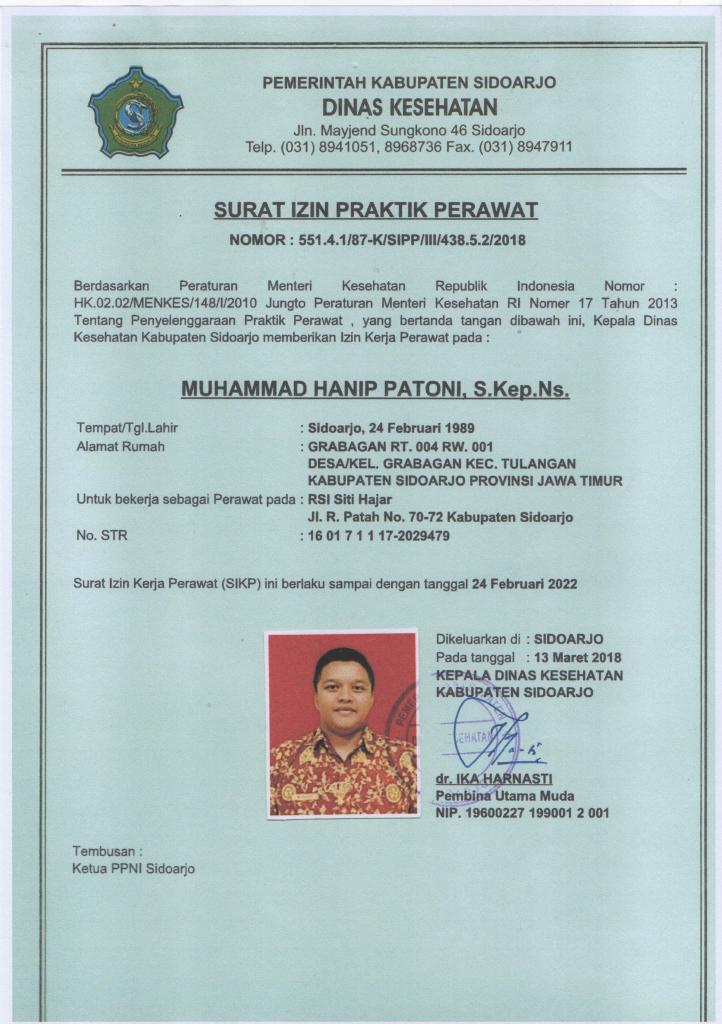 PEMERINTAH KABUPATEN SIDOARJO
DINAS KESEHATAN
Jln. Mayjend Sungkono 46 Sidoarjo
Telp. (031) 8941051, 8968736 Fax. (031) 8947911
SURAT IZIN PRAKTIK PERAWAT
NOMOR : 551.4.1/87-K/SIPP/III/438.5.2/2018
Berdasarkan Peraturan Menteri Kesehatan Republik Indonesia Nomor :
HK.02.02/MENKES/148/I/2010 Jungto Peraturan Menteri Kesehatan RI Nomer 17 Tahun 2013
Tentang Penyelenggaraan Praktik Perawat , yang bertanda tangan dibawah ini, Kepala Dinas
Kesehatan Kabupaten Sidoarjo memberikan Izin Kerja Perawat pada :
MUHAMMAD HANIP PATONI, S.Kep.Ns.
Tempat/Tgl.Lahir : Sidoarjo, 24 Februari 1989
Alamat Rumah : GRABAGAN RT. 004 RW. 001
DESA/KEL. GRABAGAN KEC. TULANGAN
KABUPATEN SIDOARJO PROVINSI JAWA TIMUR
Untuk bekerja sebagai Perawat pada : RSI Siti Hajar
Jl. R. Patah No. 70-72 Kabupaten Sidoarjo
No. STR : 16 01 7 1 1 17-2029479
Surat Izin Kerja Perawat (SIKP) ini berlaku sampai dengan tanggal 24 Februari 2022
Dikeluarkan di : SIDOARJO
Pada tanggal : 13 Maret 2018
KEPALA DINAS KESEHATAN
KABUPATEN SIDOARJO
dr. IKA HARNASTI
Pembina Utama Muda
NIP. 19600227 199001 2 001
Tembusan :
Ketua PPNI Sidoarjo